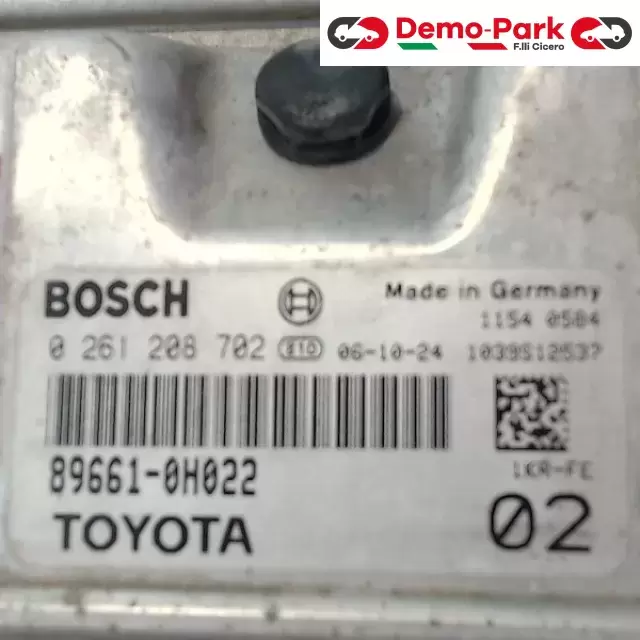 Demo-Park
F.lli Cicero
BOSCH
Made in Germany
1154 0584
0 261 208 702 E10 06-10-24 1039S12537
89661-0H022
1KR-FE
TOYOTA
02